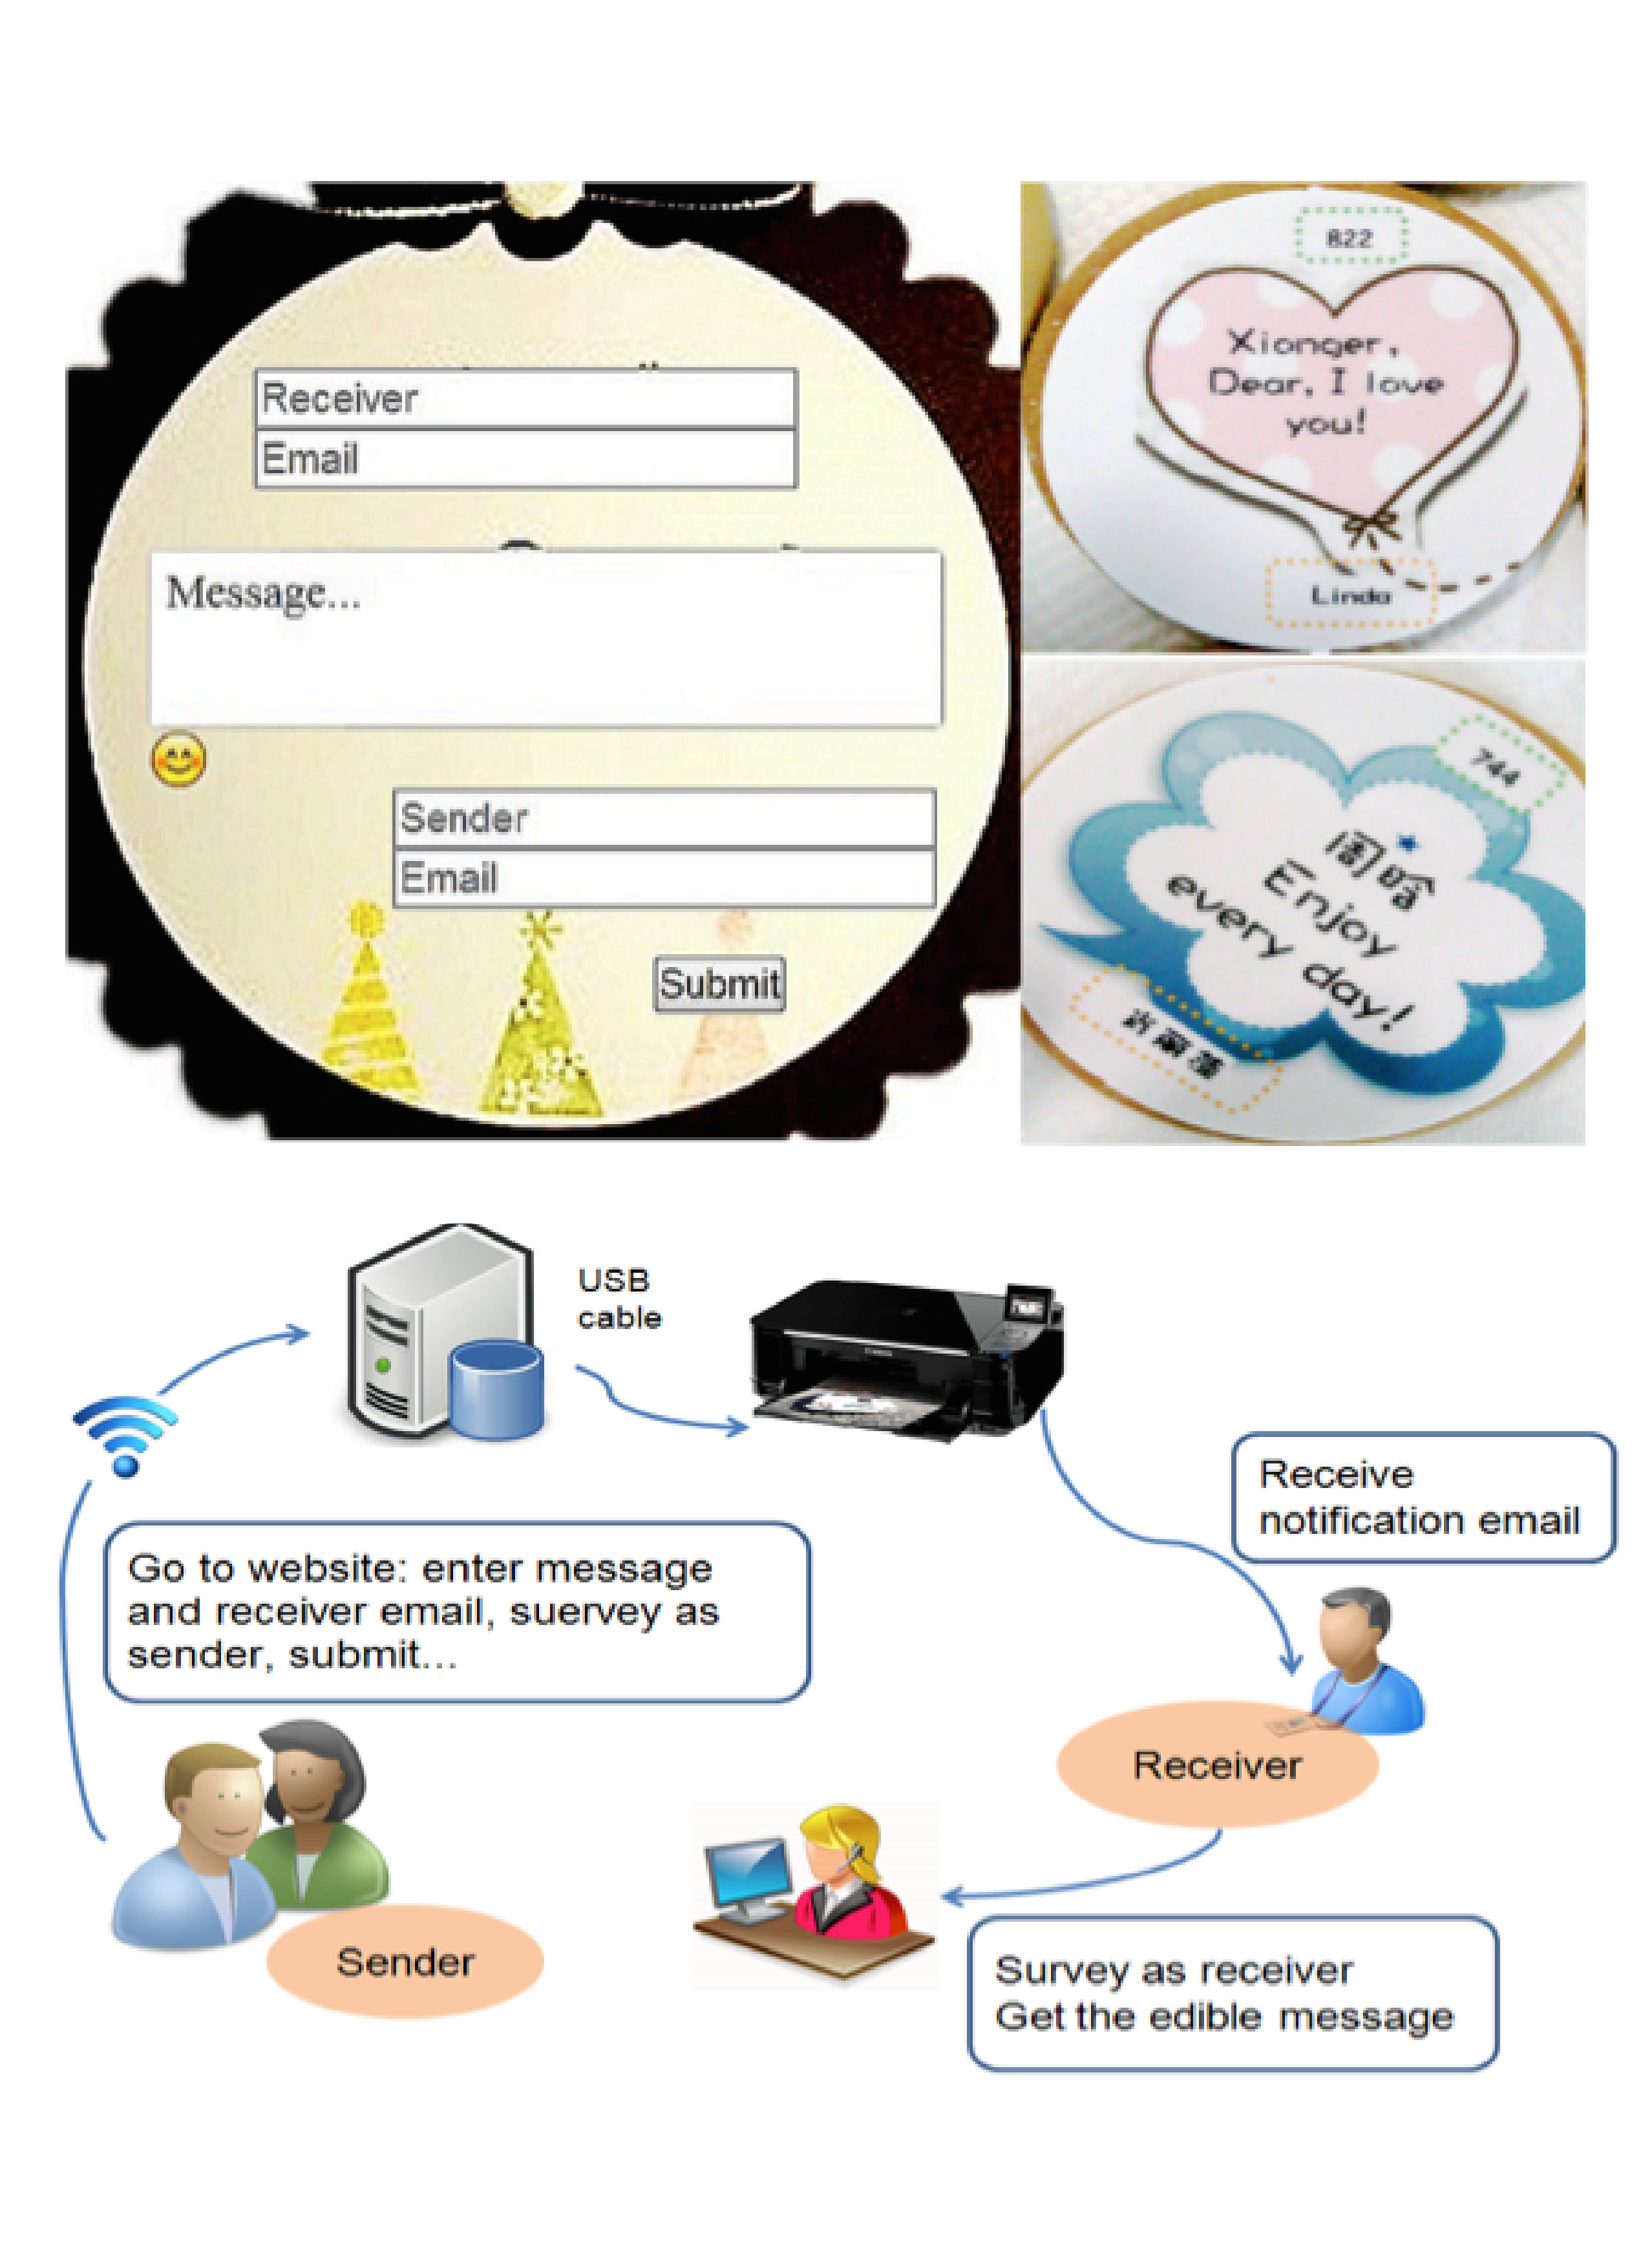 Receiver
Email
Message...
Sender
Email
Submit
822
Xionger,
Dear, I love
you!
Linda
744
Enjoy
every day!
USB
cable
Receive
notification email
Go to website: enter message
and receiver email, suervey as
sender, submit...
Receiver
Sender
Survey as receiver
Get the edible message